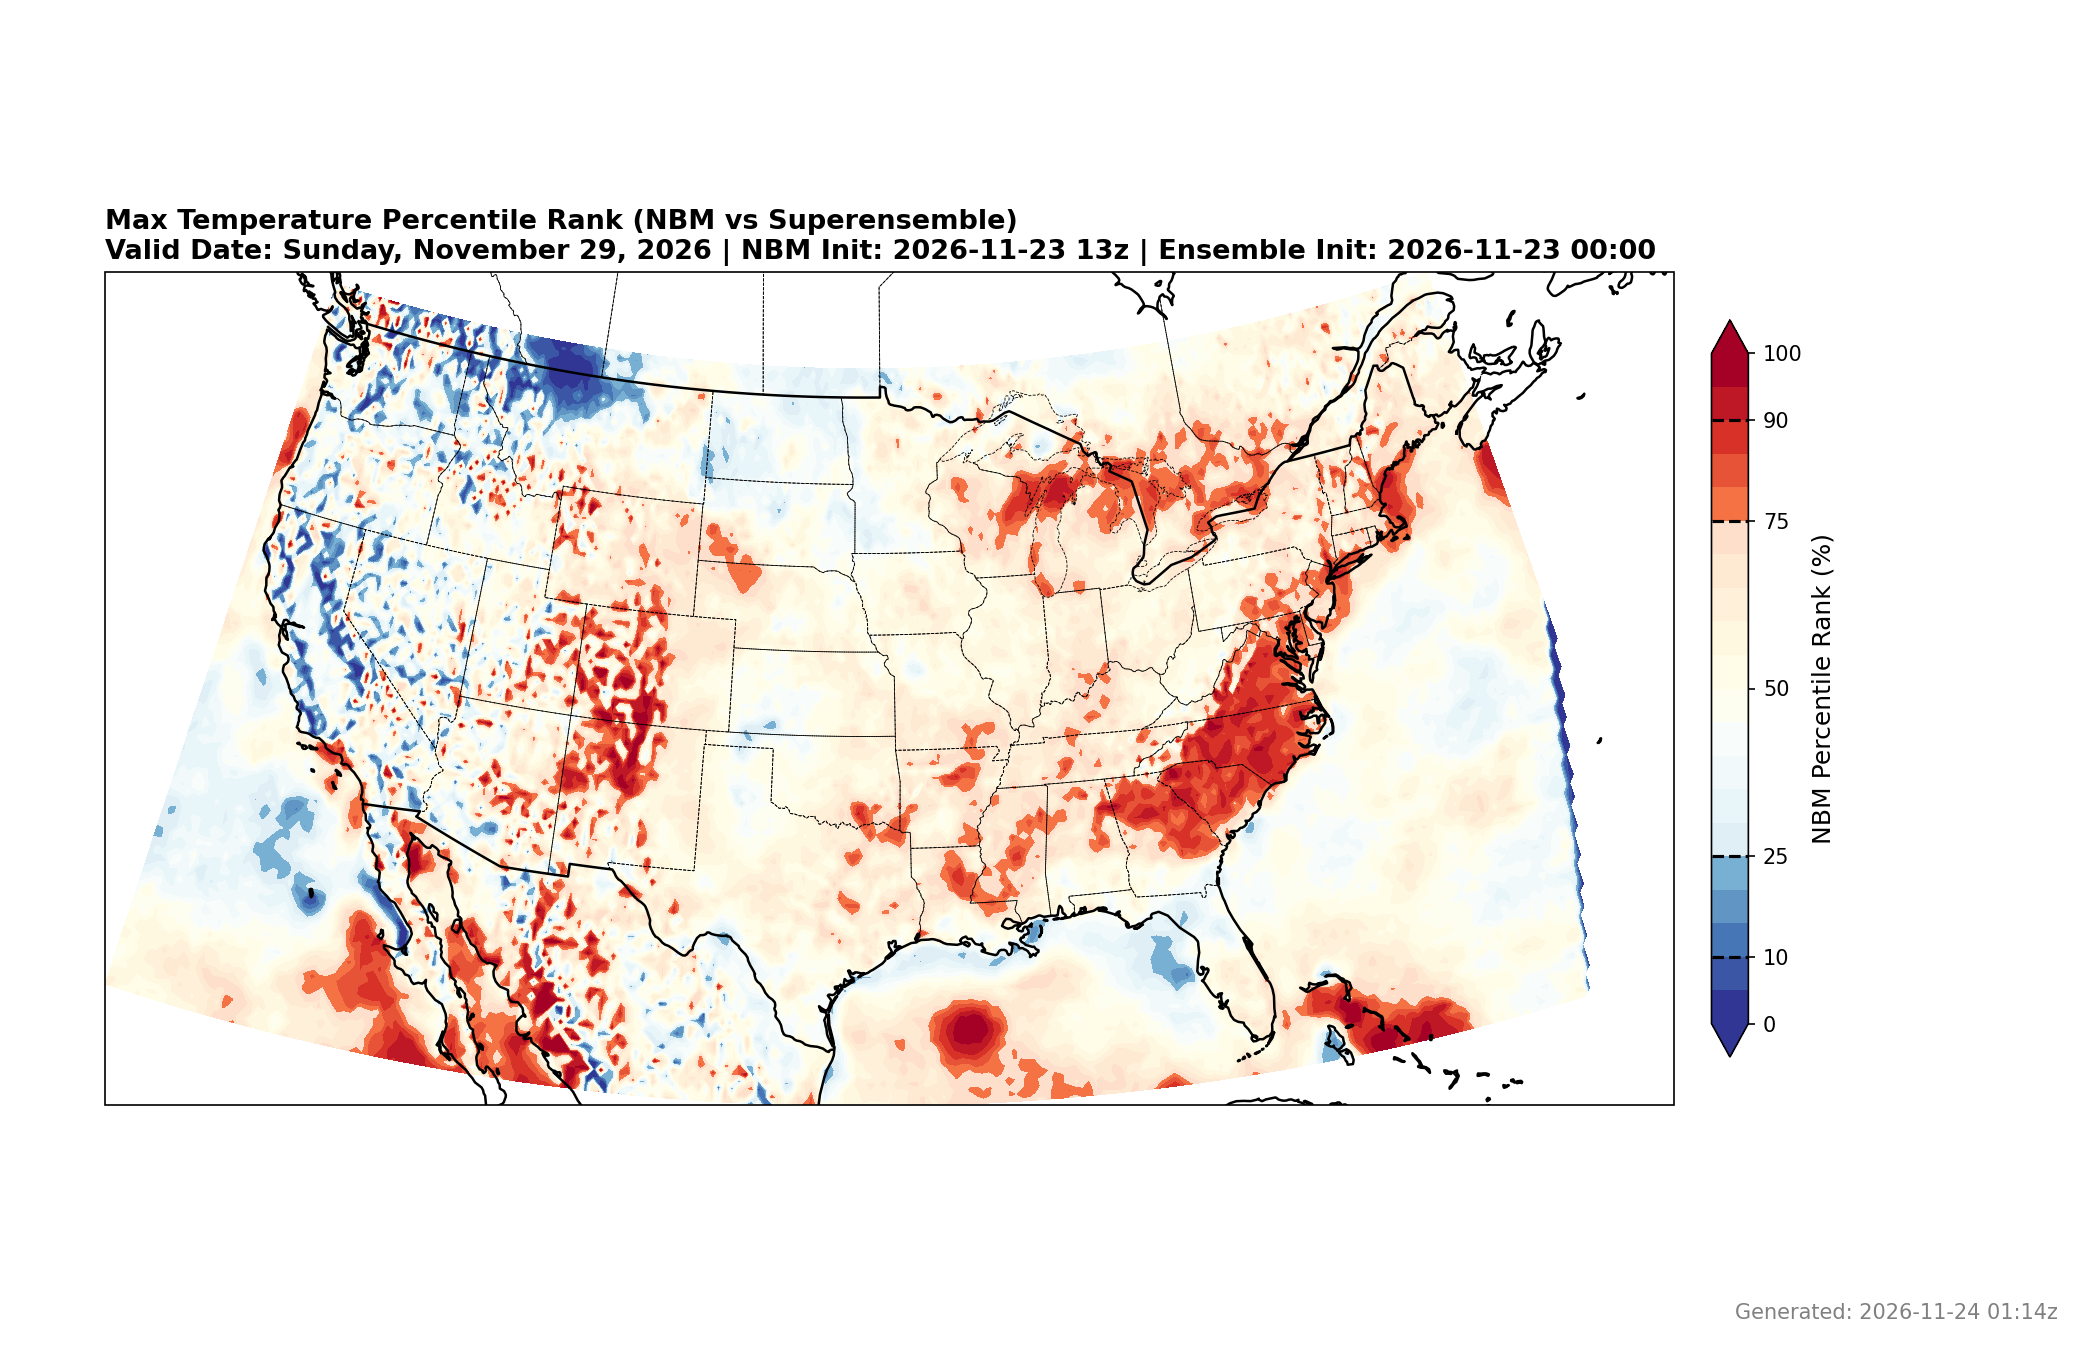 Max Temperature Percentile Rank (NBM vs Superensemble)
Valid Date: Sunday, November 29, 2026 | NBM Init: 2026-11-23 13z | Ensemble Init: 2026-11-23 00:00
100
90
75
50
25
10
0
NBM Percentile Rank (%)
Generated: 2026-11-24 01:14z